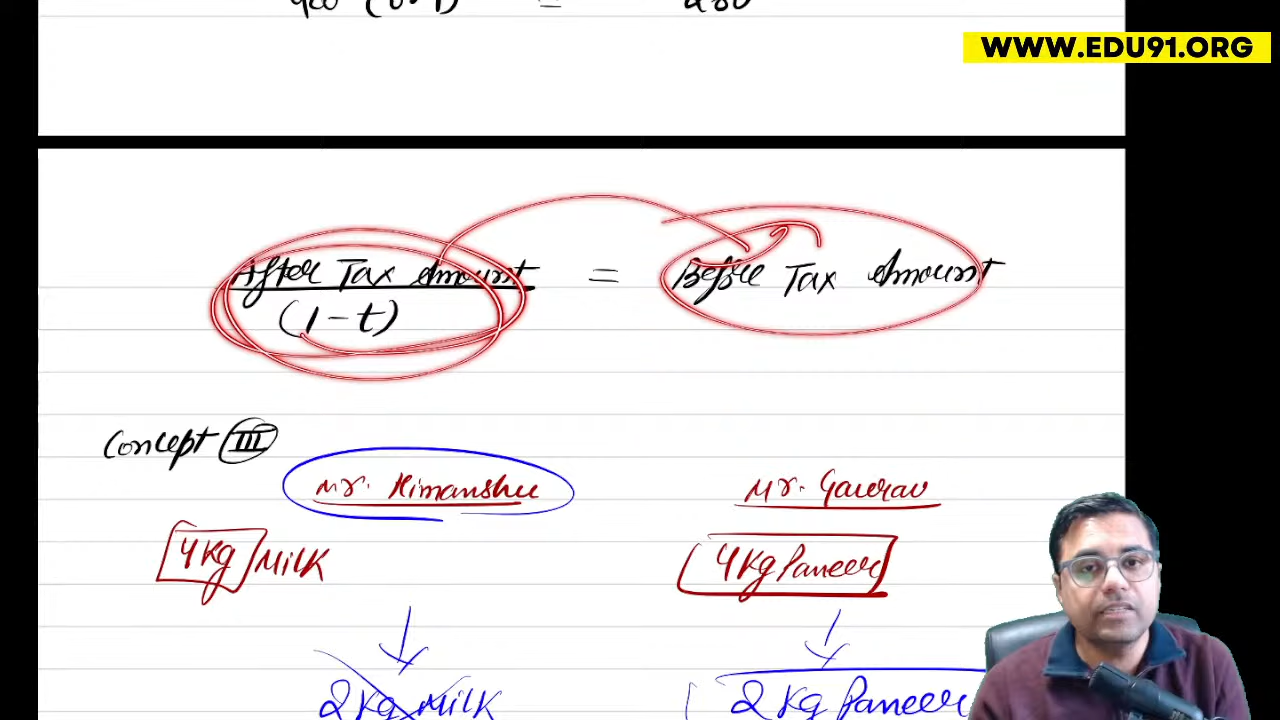 WWW.EDU91.ORG
After Tax Amount = Before Tax Amount
(1-t)
Concept III
Mr. Himanshu Mr. Gaurav
4Kg Milk 4Kg Paneer
2Kg Milk 2Kg Paneer